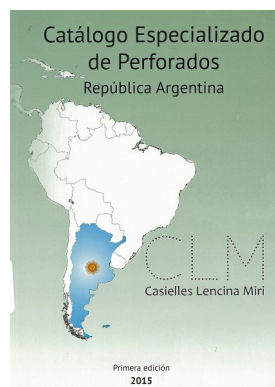 Catálogo Especializado
de Perforados
República Argentina
CLM
Casielles Lencina Miri
Primera edición
2015